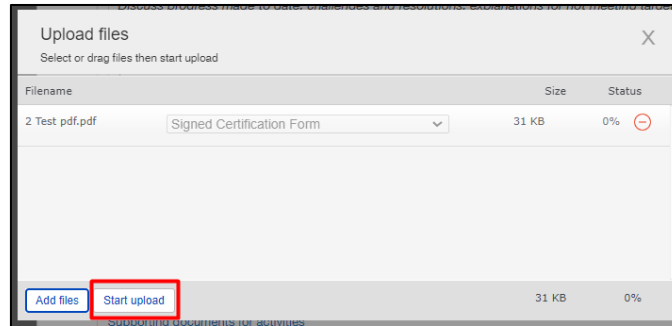 Discuss progress made to date, challenges and resolutions, explanations for not meeting target
Upload files
X
Select or drag files then start upload
Filename Size Status
2 Test pdf.pdf Signed Certification Form 31 KB 0%
Add files Start upload 31 KB 0%
Supporting documents for activities